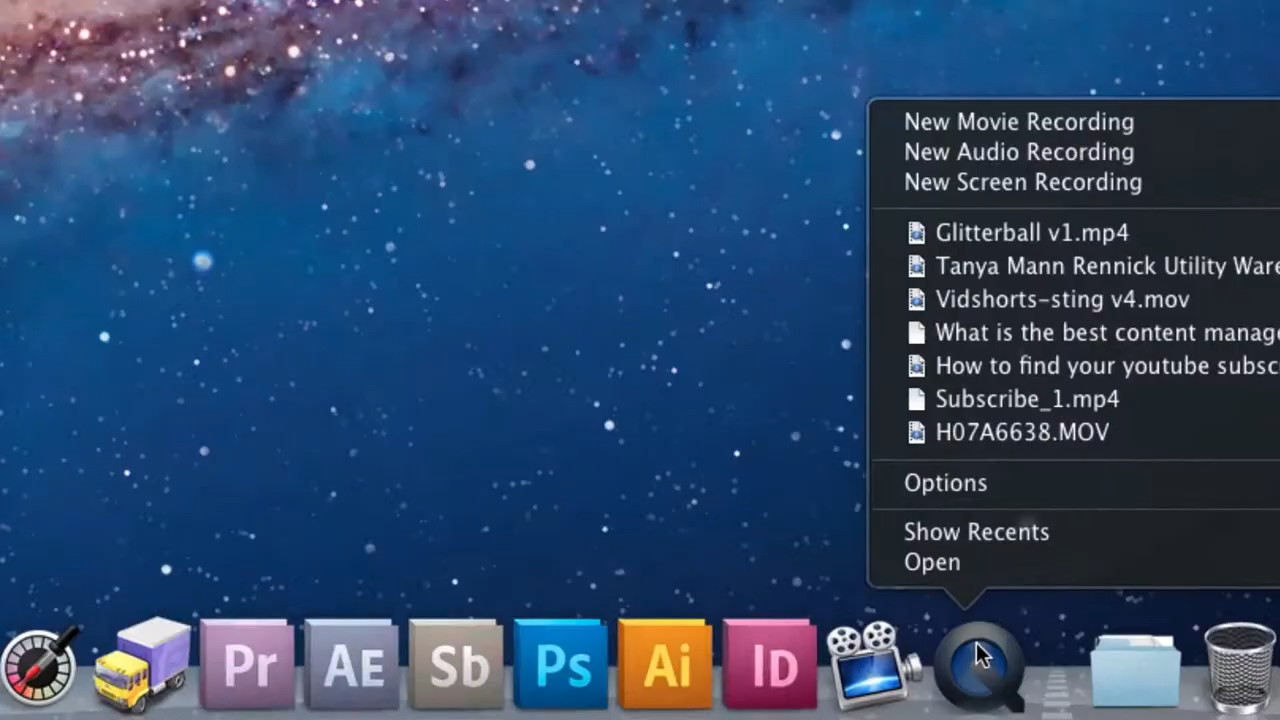 New Movie Recording
New Audio Recording
New Screen Recording
Glitterball v1.mp4
Tanya Mann Rennick Utility Ware
Vidshorts-sting v4.mov
What is the best content manage
How to find your youtube subsc
Subscribe_1.mp4
H07A6638.MOV
Options
Show Recents
Open
Pr AE Sb Ps Ai ID